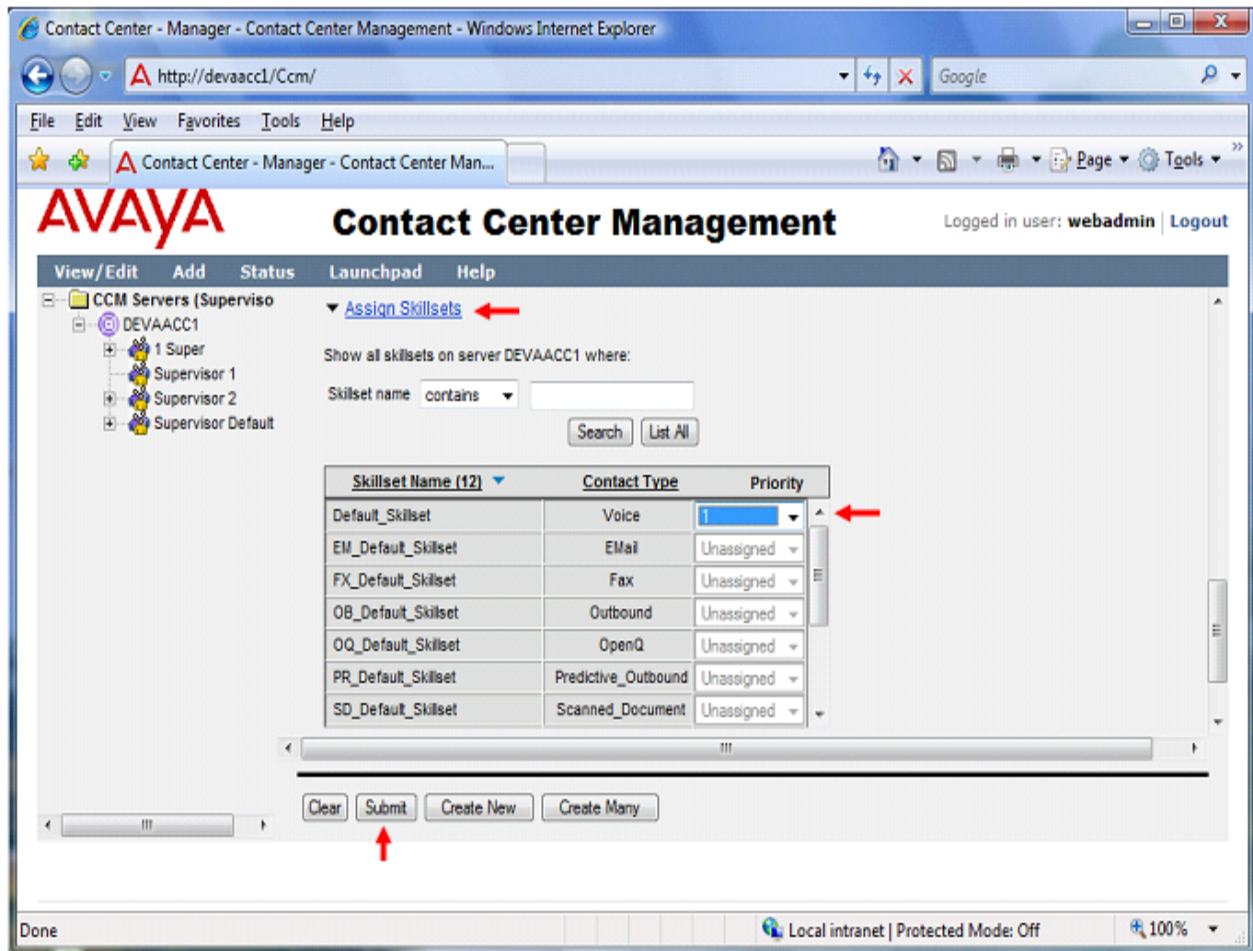 Contact Center - Manager - Contact Center Management - Windows Internet Explorer
http://devaacc1/Ccm/
Google
File Edit View Favorites Tools Help
Contact Center - Manager - Contact Center Man....
Page Tools »
AVAYA
Contact Center Management
Logged in user: webadmin | Logout
View/Edit Add Status Launchpad Help
CCM Servers (Superviso
DEVAACC1
1 Super
Supervisor 1
Supervisor 2
Supervisor Default
Assign Skillsets
Show all skillsets on server DEVAACC1 where:
Skillset name contains
Search List All
Skillset Name (12) Contact Type Priority
Default_Skillset Voice 1
EM_Default_Skillset EMail Unassigned
FX_Default_Skillset Fax Unassigned
OB_Default_Skillset Outbound Unassigned
OQ_Default_Skillset OpenQ Unassigned
PR_Default_Skillset Predictive_Outbound Unassigned
SD_Default_Skillset Scanned_Document Unassigned
Clear Submit Create New Create Many
Done
Local intranet | Protected Mode: Off
100%